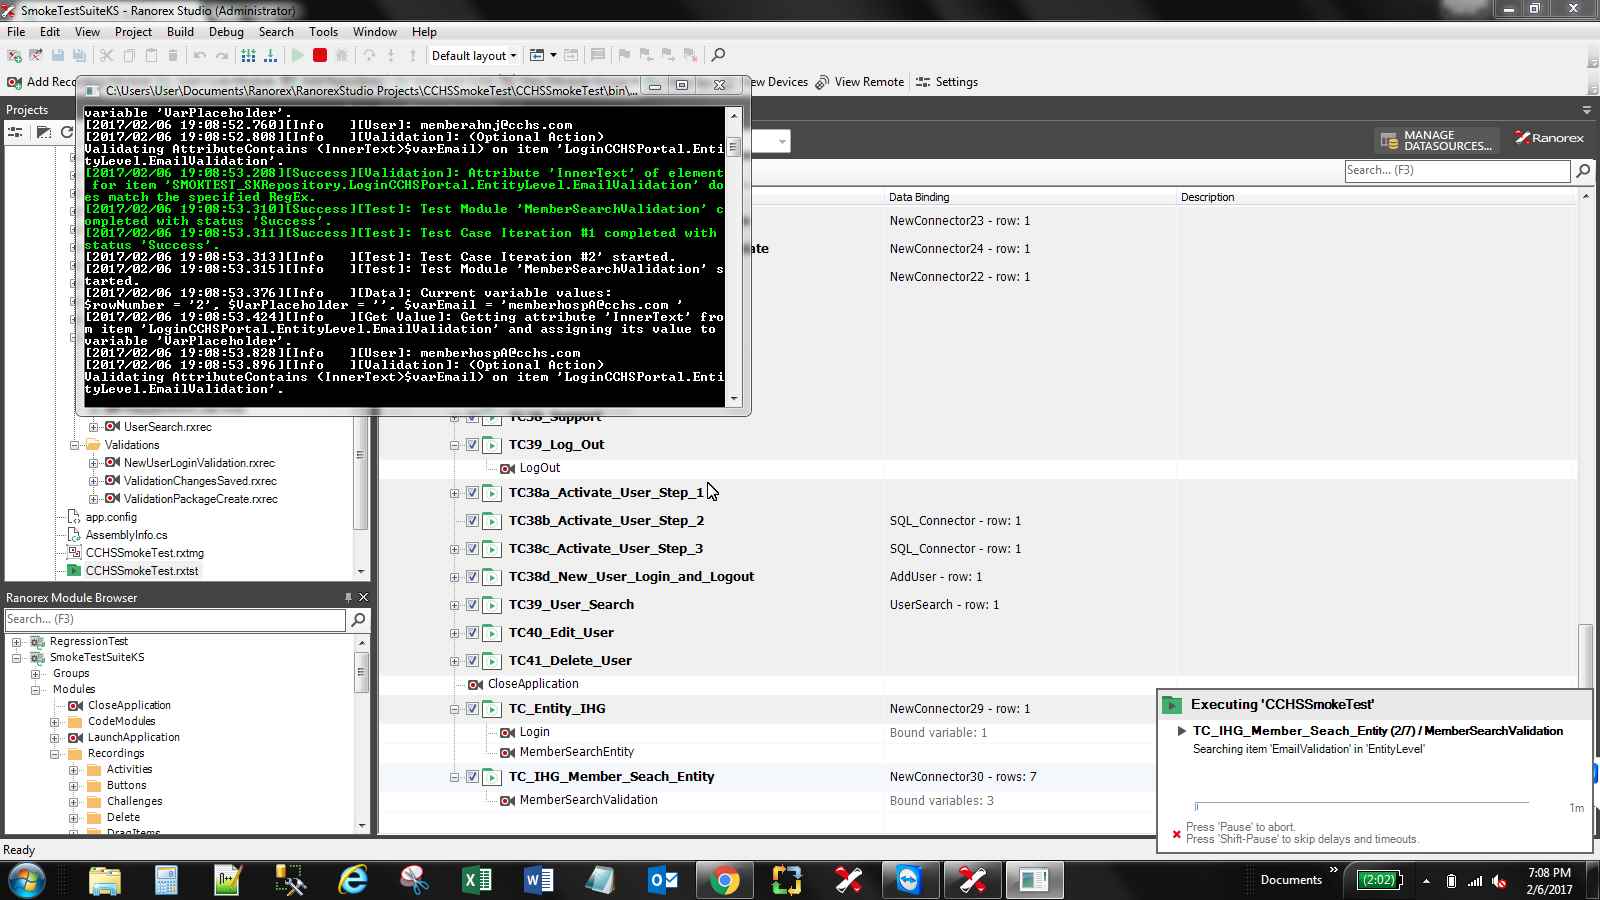 SmokeTestSuiteKS - Ranorex Studio (Administrator)
File Edit View Project Build Debug Search Tools Window Help
Default layout
Add Rec
ew Devices View Remote Settings
C:\Users\User\Documents\Ranorex\RanorexStudio Projects\CCHSSmokeTest\CCHSSmokeTest\bin\...
variable 'VarPlaceholder'.
[2017/02/06 19:08:52.760][Info ][User]: memberahnj@cchs.com
[2017/02/06 19:08:52.808][Info ][Validation]: (Optional Action)
Validating AttributeContains (InnerText>$varEmail) on item 'LoginCCHSPortal.Enti
tyLevel.EmailValidation'.
[2017/02/06 19:08:53.208][Success][Validation]: Attribute 'InnerText' of element
for item 'SMOKTEST_SKRepository.LoginCCHSPortal.EntityLevel.EmailValidation' do
es match the specified RegEx.
[2017/02/06 19:08:53.310][Success][Test]: Test Module 'MemberSearchValidation' c
ompleted with status 'Success'.
[2017/02/06 19:08:53.311][Success][Test]: Test Case Iteration #1 completed with
status 'Success'.
[2017/02/06 19:08:53.313][Info ][Test]: Test Case Iteration #2' started.
[2017/02/06 19:08:53.315][Info ][Test]: Test Module 'MemberSearchValidation' s
tarted.
[2017/02/06 19:08:53.376][Info ][Data]: Current variable values:
$rowNumber = '2', $VarPlaceholder = '', $varEmail = 'memberhospA@cchs.com '
[2017/02/06 19:08:53.424][Info ][Get Value]: Getting attribute 'InnerText' fro
m item 'LoginCCHSPortal.EntityLevel.EmailValidation' and assigning its value to
variable 'VarPlaceholder'.
[2017/02/06 19:08:53.828][Info ][User]: memberhospA@cchs.com
[2017/02/06 19:08:53.896][Info ][Validation]: (Optional Action)
Validating AttributeContains (InnerText>$varEmail) on item 'LoginCCHSPortal.Enti
tyLevel.EmailValidation'.
Projects
UserSearch.rxrec
Validations
NewUserLoginValidation.rxrec
ValidationChangesSaved.rxrec
ValidationPackageCreate.rxrec
app.config
AssemblyInfo.cs
CCHSSmokeTest.rxtmg
CCHSSmokeTest.rxtst
Ranorex Module Browser
Search... (F3)
RegressionTest
SmokeTestSuiteKS
Groups
Modules
CloseApplication
CodeModules
LaunchApplication
Recordings
Activities
Buttons
Challenges
Delete
DragItems
MANAGE
DATASOURCES...
Ranorex
Search... (F3)
Data Binding Description
NewConnector23 - row: 1
ate NewConnector24 - row: 1
NewConnector22 - row: 1
TC38_Support
TC39_Log_Out
LogOut
TC38a_Activate_User_Step_1
TC38b_Activate_User_Step_2 SQL_Connector - row: 1
TC38c_Activate_User_Step_3 SQL_Connector - row: 1
TC38d_New_User_Login_and_Logout AddUser - row: 1
TC39_User_Search UserSearch - row: 1
TC40_Edit_User
TC41_Delete_User
CloseApplication
TC_Entity_IHG NewConnector29 - row: 1
Login Bound variable: 1
MemberSearchEntity
TC_IHG_Member_Seach_Entity NewConnector30 - rows: 7
MemberSearchValidation Bound variables: 3
Executing 'CCHSSmokeTest'
TC_IHG_Member_Seach_Entity (2/7) / MemberSearchValidation
Searching item 'EmailValidation' in 'EntityLevel'
1m
Press 'Pause' to abort.
Press 'Shift-Pause' to skip delays and timeouts.
Ready
Documents
(2:02)
7:08 PM
2/6/2017